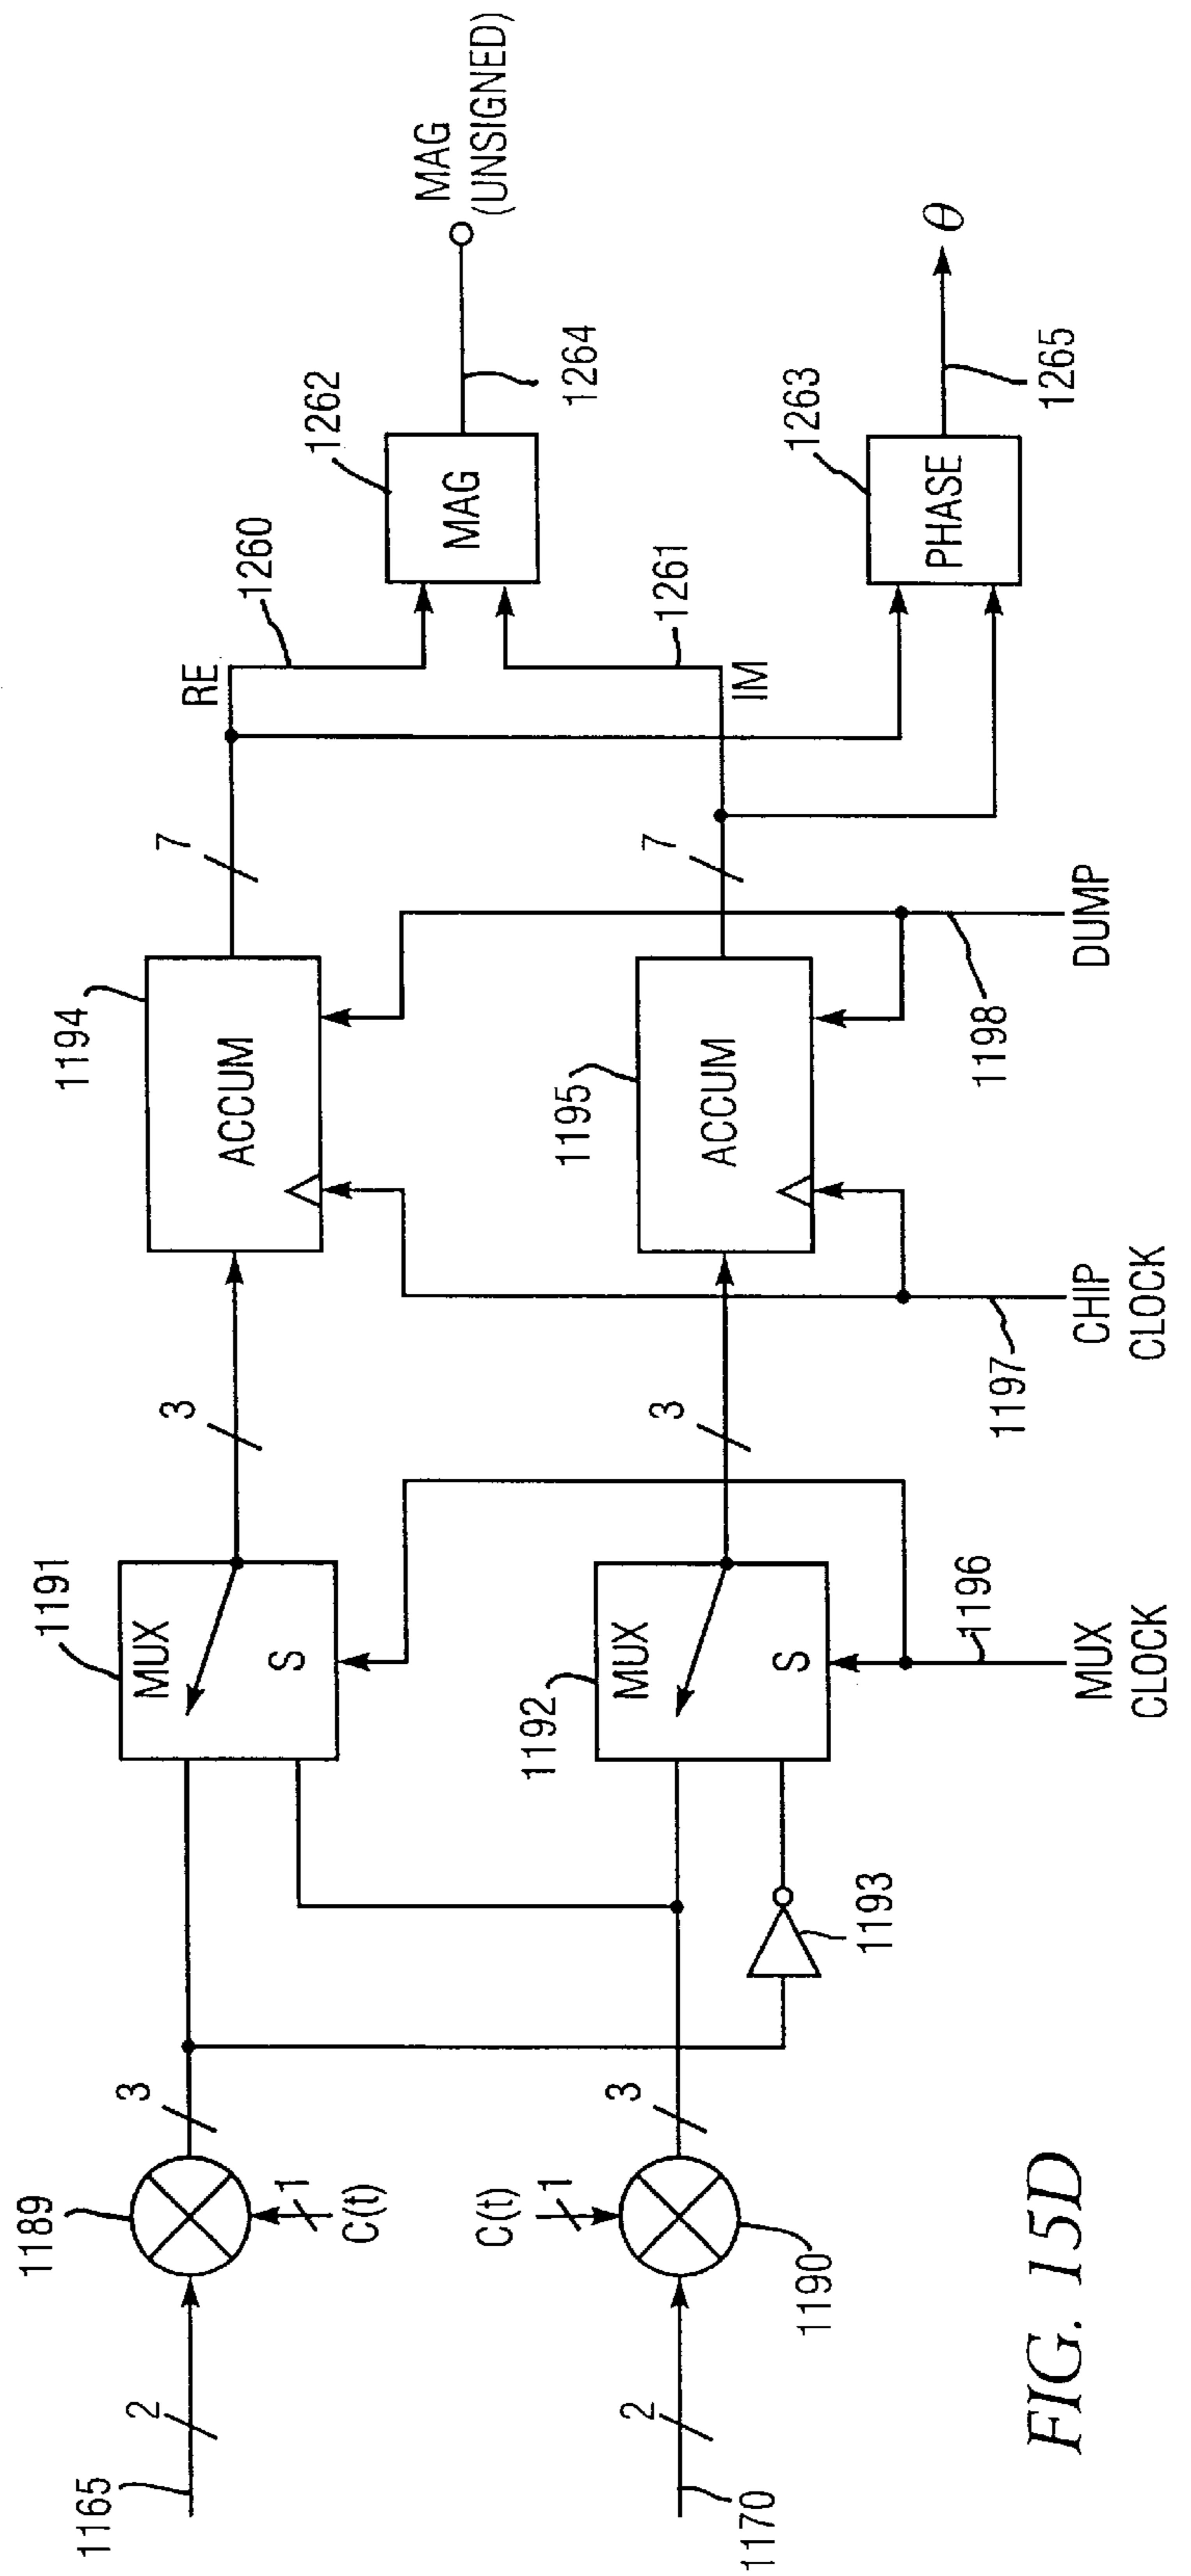 1165
2
1189
3
C(t)
1
1191
MUX
S
3
1194
ACCUM
7
RE
1260
1262
MAG
1264
MAG
(UNSIGNED)
1170
2
C(t)
1
1190
3
1193
1192
MUX
S
3
1195
ACCUM
7
IM
1261
1263
PHASE
1265
θ
1196
MUX
CLOCK
1197
CHIP
CLOCK
1198
DUMP
FIG. 15D